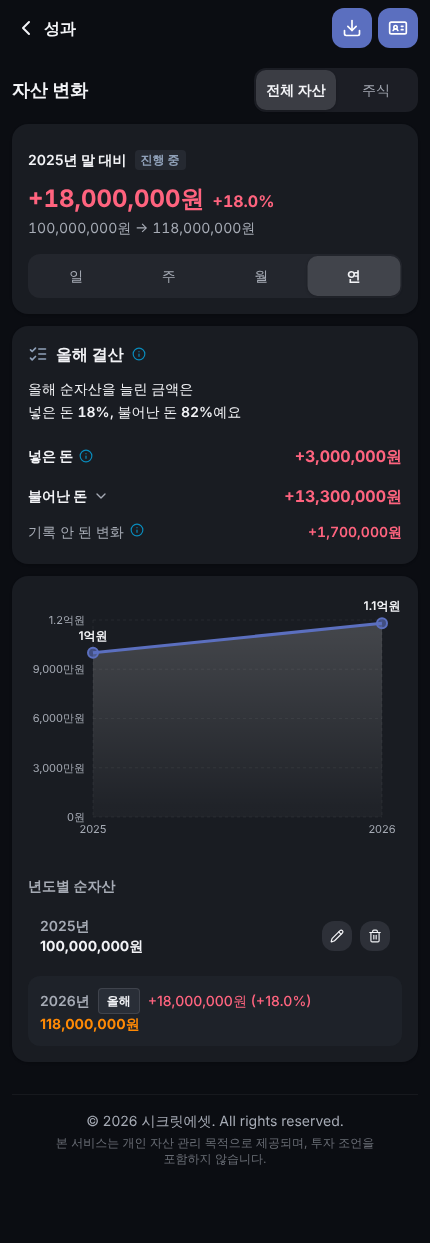 성과
자산 변화
전체 자산 주식
2025년 말 대비 진행 중
+18,000,000원 +18.0%
100,000,000원 → 118,000,000원
일 주 월 연
올해 결산
올해 순자산을 늘린 금액은
넣은 돈 18%, 불어난 돈 82%예요
넣은 돈 +3,000,000원
불어난 돈 +13,300,000원
기록 안 된 변화 +1,700,000원
1.1억원
1.2억원
1억원
9,000만원
6,000만원
3,000만원
0원
2025 2026
년도별 순자산
2025년
100,000,000원
2026년 올해 +18,000,000원 (+18.0%)
118,000,000원
© 2026 시크릿에셋. All rights reserved.
본 서비스는 개인 자산 관리 목적으로 제공되며, 투자 조언을
포함하지 않습니다.